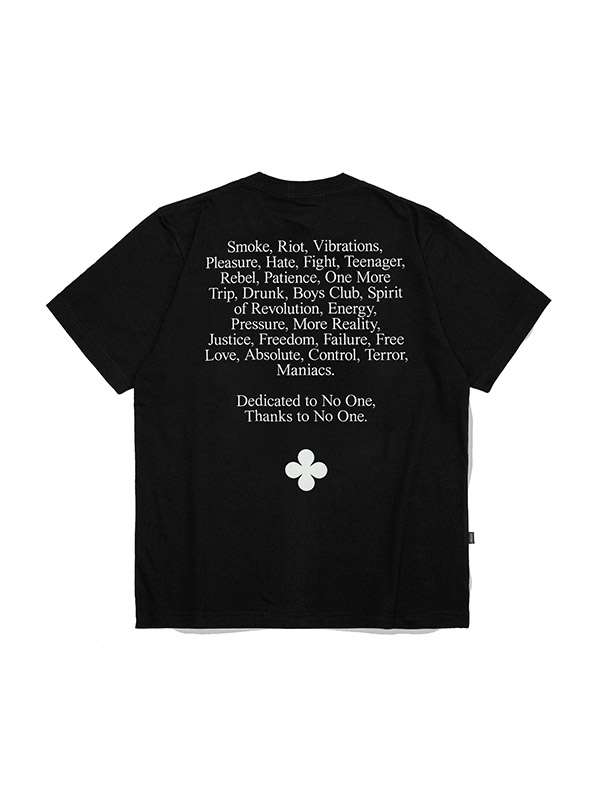 Smoke, Riot, Vibrations,
Pleasure, Hate, Fight, Teenager,
Rebel, Patience, One More
Trip, Drunk, Boys Club, Spirit
of Revolution, Energy,
Pressure, More Reality,
Justice, Freedom, Failure, Free
Love, Absolute, Control, Terror,
Maniacs.
Dedicated to No One,
Thanks to No One.